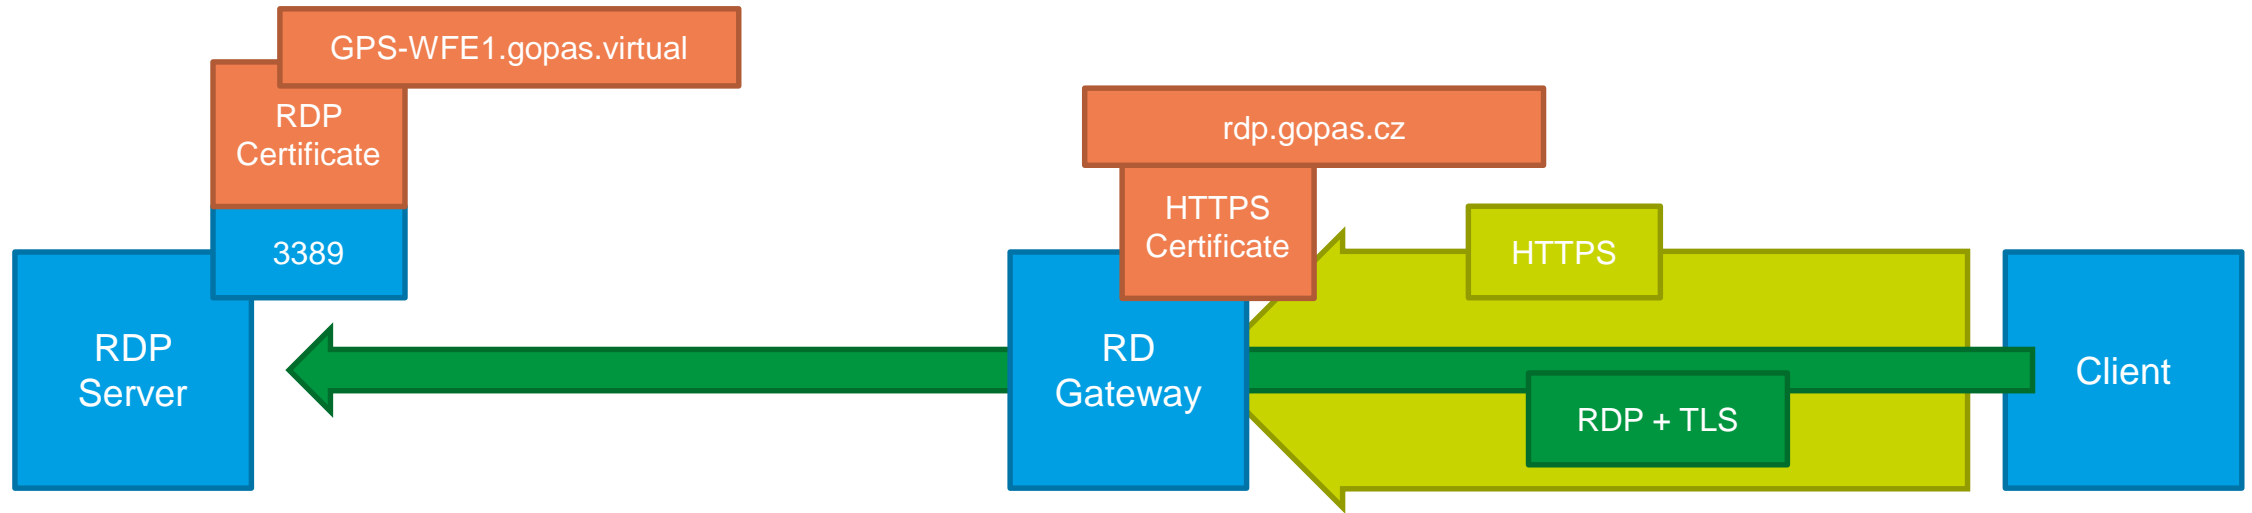 GPS-WFE1.gopas.virtual
RDP
Certificate
3389
RDP
Server
rdp.gopas.cz
HTTPS
Certificate
RD
Gateway
HTTPS
RDP + TLS
Client